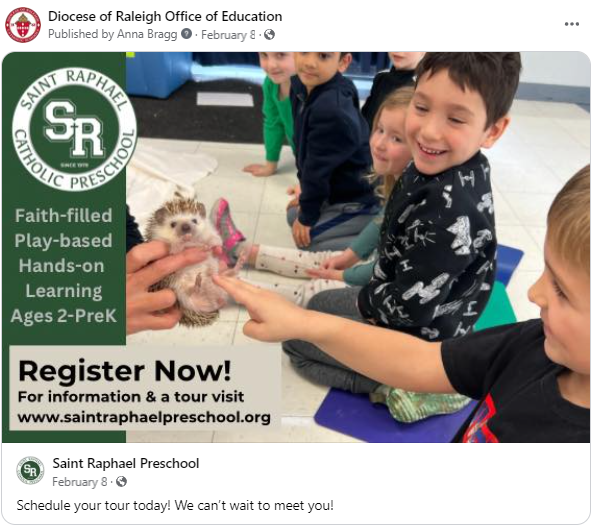 Diocese of Raleigh Office of Education
Published by Anna Bragg · February 8 ·
SAINT RAPHAEL
SR
SINCE 1979
CATHOLIC PRESCHOOL
Faith-filled
Play-based
Hands-on
Learning
Ages 2-PreK
Register Now!
For information & a tour visit
www.saintraphaelpreschool.org
SR
Saint Raphael Preschool
February 8 ·
Schedule your tour today! We can't wait to meet you!